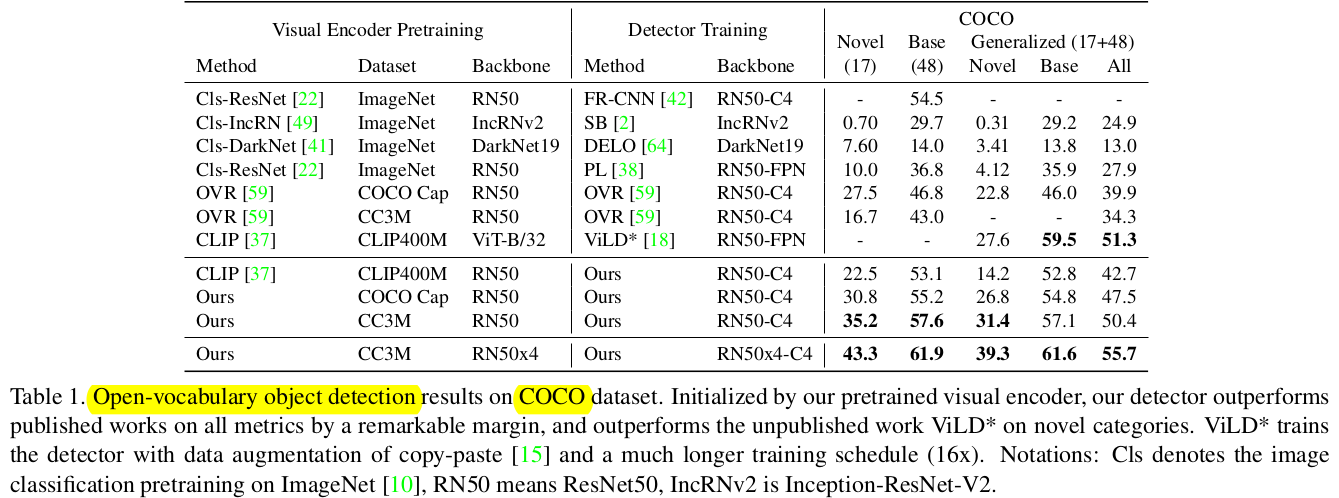 COCO
Visual Encoder Pretraining Detector Training Novel Base Generalized (17+48)
Method Dataset Backbone Method Backbone (17) (48) Novel Base All
Cls-ResNet [22] ImageNet RN50 FR-CNN [42] RN50-C4 - 54.5 - - -
Cls-IncRN [49] ImageNet IncRNv2 SB [2] IncRNv2 0.70 29.7 0.31 29.2 24.9
Cls-DarkNet [41] ImageNet DarkNet19 DELO [64] DarkNet19 7.60 14.0 3.41 13.8 13.0
Cls-ResNet [22] ImageNet RN50 PL [38] RN50-FPN 10.0 36.8 4.12 35.9 27.9
OVR [59] COCO Cap RN50 OVR [59] RN50-C4 27.5 46.8 22.8 46.0 39.9
OVR [59] CC3M RN50 OVR [59] RN50-C4 16.7 43.0 - - 34.3
CLIP [37] CLIP400M ViT-B/32 ViLD* [18] RN50-FPN - - 27.6 59.5 51.3
CLIP [37] CLIP400M RN50 Ours RN50-C4 22.5 53.1 14.2 52.8 42.7
Ours COCO Cap RN50 Ours RN50-C4 30.8 55.2 26.8 54.8 47.5
Ours CC3M RN50 Ours RN50-C4 35.2 57.6 31.4 57.1 50.4
Ours CC3M RN50x4 Ours RN50x4-C4 43.3 61.9 39.3 61.6 55.7
Table 1. Open-vocabulary object detection results on COCO dataset. Initialized by our pretrained visual encoder, our detector outperforms
published works on all metrics by a remarkable margin, and outperforms the unpublished work ViLD* on novel categories. ViLD* trains
the detector with data augmentation of copy-paste [15] and a much longer training schedule (16x). Notations: Cls denotes the image
classification pretraining on ImageNet [10], RN50 means ResNet50, IncRNv2 is Inception-ResNet-V2.